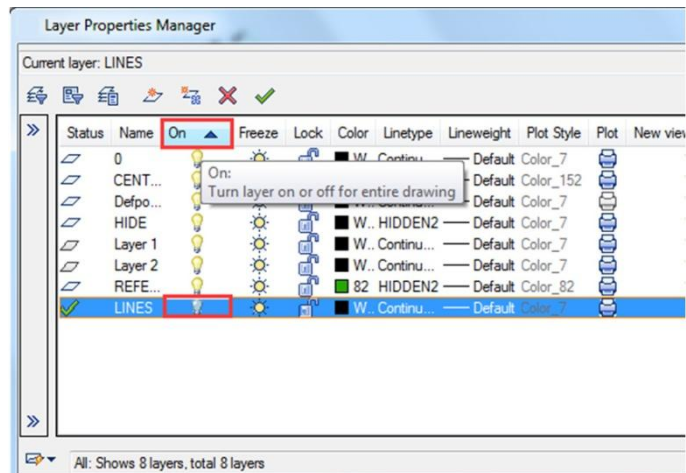 Layer Properties Manager
Current layer: LINES
Status Name On Freeze Lock Color Linetype Lineweight Plot Style Plot New view
0 W.. Continu... Default Color_7
CENT... Default Color_152
Defpo... Default Color_7
HIDE W.. HIDDEN2 Default Color_7
Layer 1 W.. Continu... Default Color_7
Layer 2 W.. Continu... Default Color_7
REFE... 82 HIDDEN2 Default Color_82
LINES W.. Continu... Default Color_7
On:
Turn layer on or off for entire drawing
All: Shows 8 layers, total 8 layers